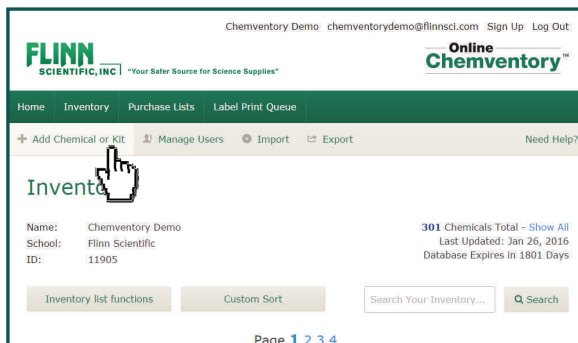 Chemventory Demo chemventorydemo@flinnsci.com Sign Up Log Out
FLINN
SCIENTIFIC, INC "Your Safer Source for Science Supplies"
Online
Chemventory™
Home Inventory Purchase Lists Label Print Queue
+ Add Chemical or Kit Manage Users Import Export Need Help?
Name: Chemventory Demo
School: Flinn Scientific
ID: 11905
301 Chemicals Total - Show All
Last Updated: Jan 26, 2016
Database Expires in 1801 Days
Inventory list functions Custom Sort Search Your Inventory... Search
Page 1 2 3 4